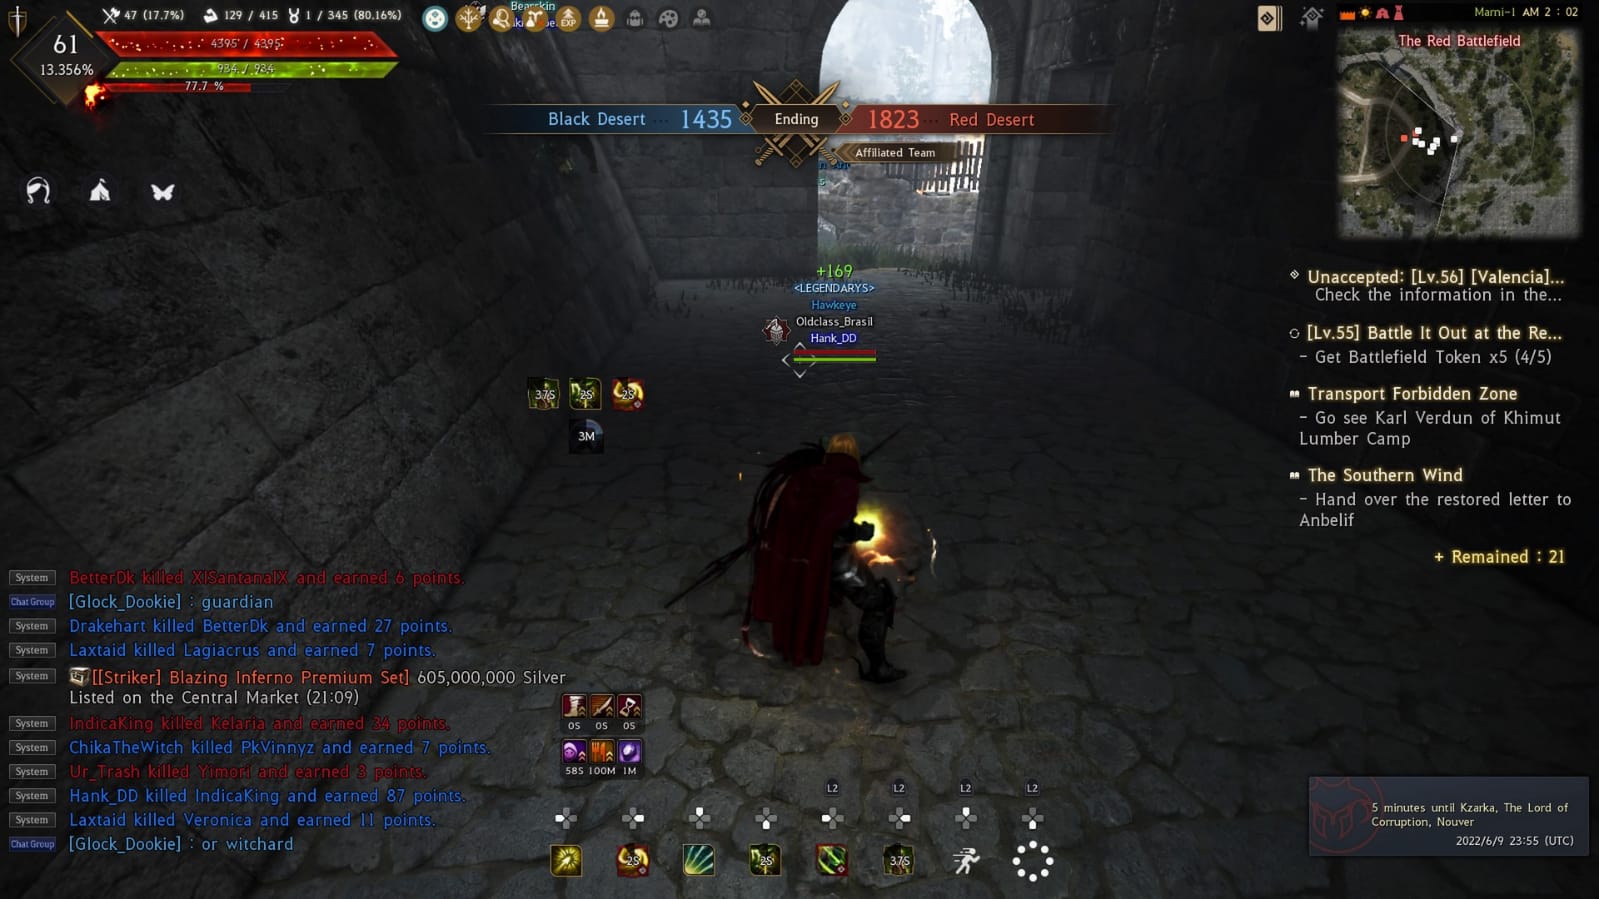 Bearskin
47 (17.7%) 129 / 415 1 / 345 (80.16%)
EXP
Marni-1 AM 2 : 02
61
13.356%
4395 / 4395
934 / 934
77.7 %
The Red Battlefield
Black Desert 1435 Ending 1823 Red Desert
Affiliated Team
+169
<LEGENDARYS>
Hawkeye
Oldclass_Brasil
Hank_DD
Unaccepted: [Lv.56] [Valencia]...
Check the information in the...
[Lv.55] Battle It Out at the Re...
- Get Battlefield Token x5 (4/5)
Transport Forbidden Zone
- Go see Karl Verdun of Khimut
Lumber Camp
The Southern Wind
- Hand over the restored letter to
Anbelif
+ Remained : 21
37S 2S 2S
3M
System BetterDk killed XISantanaIX and earned 6 points.
Chat Group [Glock_Dookie] : guardian
System Drakehart killed BetterDk and earned 27 points.
System Laxtaid killed Lagiacrus and earned 7 points.
System [[Striker] Blazing Inferno Premium Set] 605,000,000 Silver
Listed on the Central Market (21:09)
System IndicaKing killed Kelaria and earned 34 points.
System ChikaTheWitch killed PkVinnyz and earned 7 points.
System Ur_Trash killed Yimori and earned 3 points.
System Hank_DD killed IndicaKing and earned 87 points.
System Laxtaid killed Veronica and earned 11 points.
Chat Group [Glock_Dookie] : or witchard
0S 0S 0S
58S 100M 1M
L2 L2 L2 L2
2S 2S 37S
5 minutes until Kzarka, The Lord of
Corruption, Nouver
2022/6/9 23:55 (UTC)